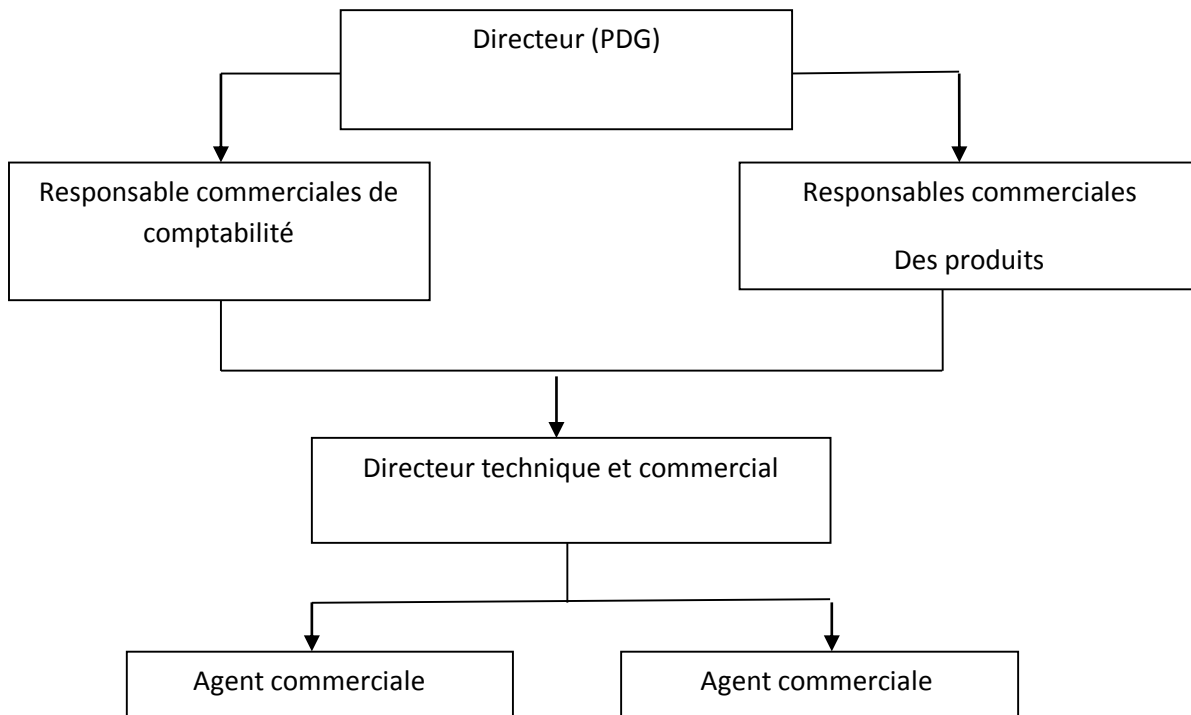 Directeur (PDG)
Responsable commerciales de
comptabilité
Responsables commerciales
Des produits
Directeur technique et commercial
Agent commerciale
Agent commerciale